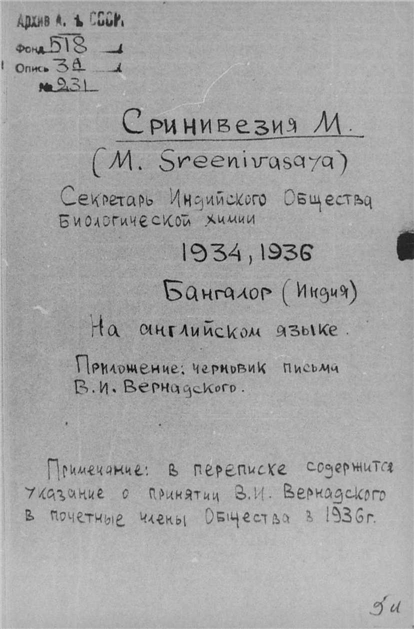 Архив А. Н. СССР.
Фонд 518
Опись 3А
№ 231
Сринивезия М.
(M. Sreenivasaya)
Секретарь Индийского Общества
Биологической химии
1934, 1936
Бангалор (Индия)
На английском языке.
Приложение: черновик письма
В.И. Вернадского.
Примечание: в переписке содержится
указание о принятии В.И. Вернадского
в почетные члены Общества в 1936г.